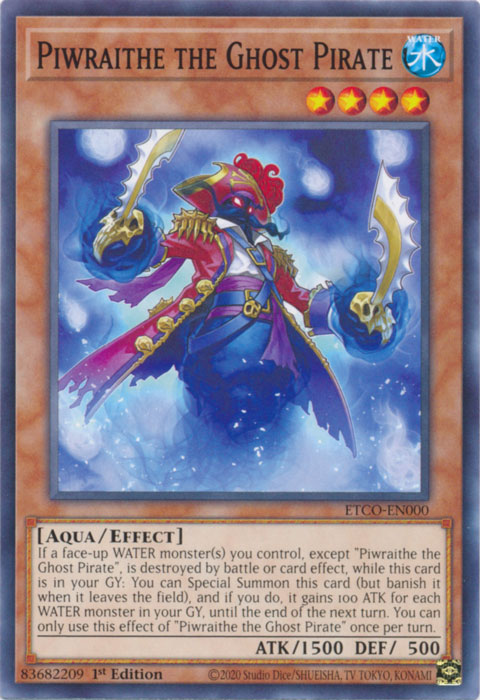 PIWRAITHE THE GHOST PIRATE
WATER
水
ETCO-EN000
[AQUA/EFFECT]
If a face-up WATER monster(s) you control, except "Piwraithe the
Ghost Pirate", is destroyed by battle or card effect, while this card
is in your GY: You can Special Summon this card (but banish it
when it leaves the field), and if you do, it gains 100 ATK for each
WATER monster in your GY, until the end of the next turn. You can
only use this effect of "Piwraithe the Ghost Pirate" once per turn.
ATK/1500 DEF/ 500
83682209 1st Edition ©2020 Studio Dice/SHUEISHA, TV TOKYO, KONAMI